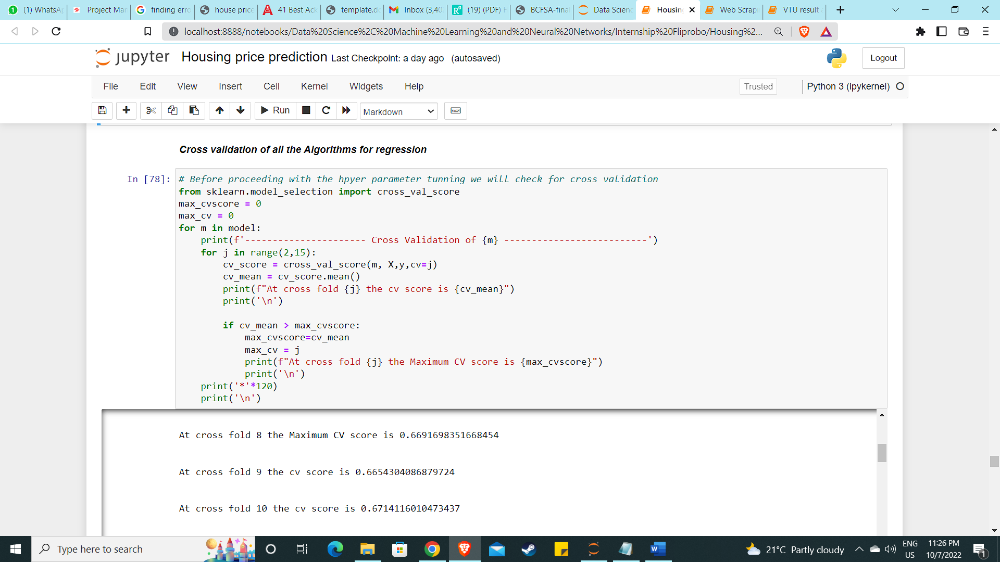 (1) WhatsA
Project Mar
finding erro
house price
41 Best Ack
template.do
Inbox (3,40
(19) (PDF)
BCFSA-fina
Data Scienc
Housin
Web Scrapi
VTU result
localhost:8888/notebooks/Data%20Science%2C%20Machine%20Learning%20and%20Neural%20Networks/Internship%20Fliprobo/Housing%2...
jupyter Housing price prediction Last Checkpoint: a day ago (autosaved)
Logout
File Edit View Insert Cell Kernel Widgets Help
Trusted
Python 3 (ipykernel)
Run
Markdown
Cross validation of all the Algorithms for regression
In [78]: # Before proceeding with the hpyer parameter tunning we will check for cross validation
from sklearn.model_selection import cross_val_score
max_cvscore = 0
max_cv = 0
for m in model:
    print(f'---------------------- Cross Validation of {m} --------------------------')
    for j in range(2,15):
        cv_score = cross_val_score(m, X,y,cv=j)
        cv_mean = cv_score.mean()
        print(f"At cross fold {j} the cv score is {cv_mean}")
        print('\n')
        if cv_mean > max_cvscore:
            max_cvscore=cv_mean
            max_cv = j
            print(f"At cross fold {j} the Maximum CV score is {max_cvscore}")
            print('\n')
    print('*'*120)
    print('\n')
At cross fold 8 the Maximum CV score is 0.6691698351668454
At cross fold 9 the cv score is 0.6654304086879724
At cross fold 10 the cv score is 0.6714116010473437
Type here to search
21°C Partly cloudy
ENG
US
11:26 PM
10/7/2022
1